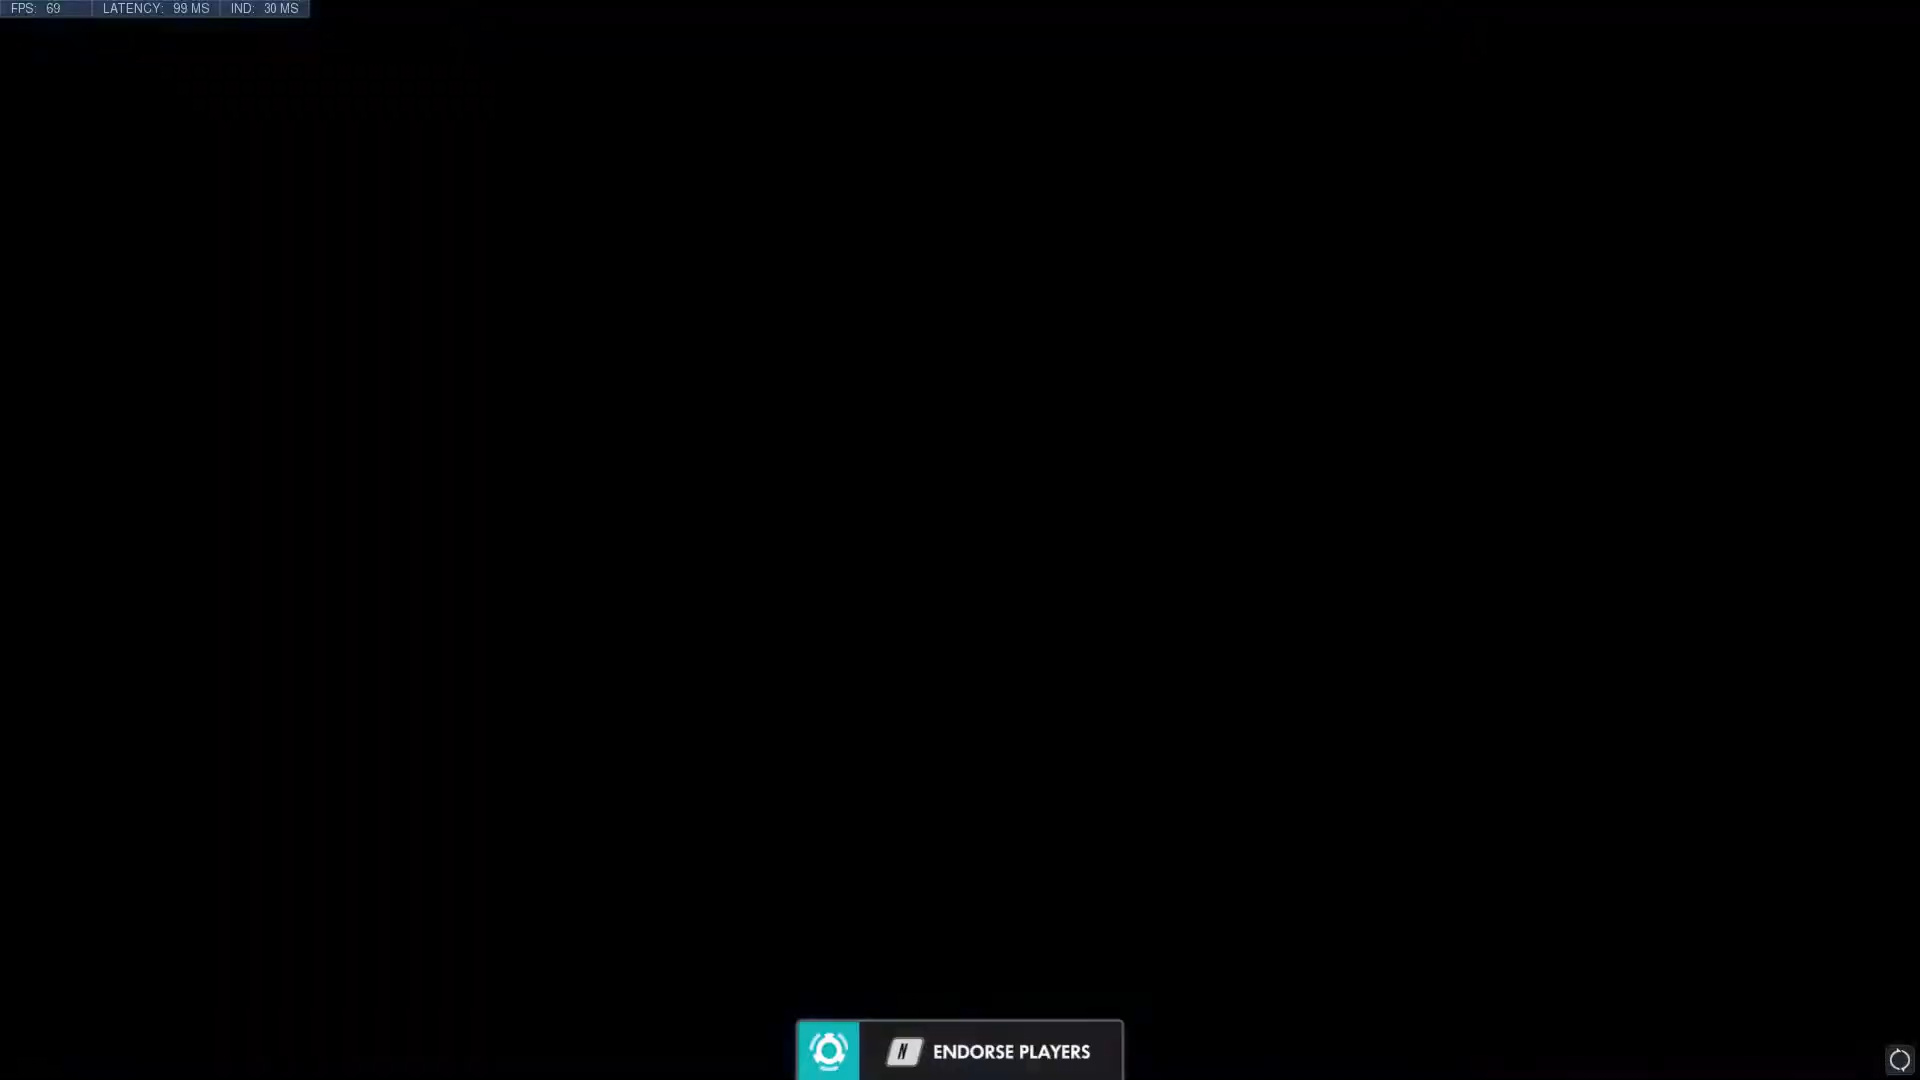 FPS: 69 LATENCY: 99 MS IND: 30 MS
N ENDORSE PLAYERS